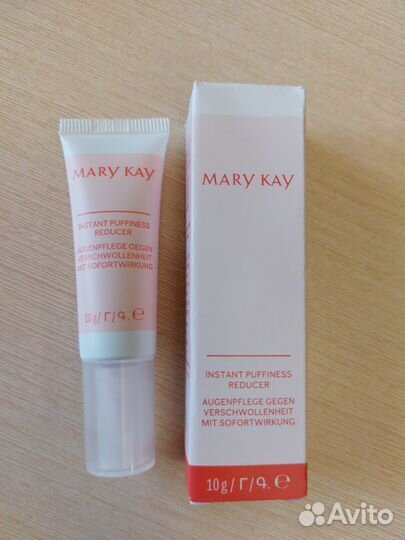 MARY KAY
INSTANT PUFFINESS
REDUCER
AUGENPFLEGE GEGEN
VERSCHWOLLENHEIT
MIT SOFORTWIRKUNG
10 g/Г/Գ. ℮
MARY KAY
INSTANT PUFFINESS
REDUCER
AUGENPFLEGE GEGEN
VERSCHWOLLENHEIT
MIT SOFORTWIRKUNG
10 g/Г/Գ. ℮
Avito